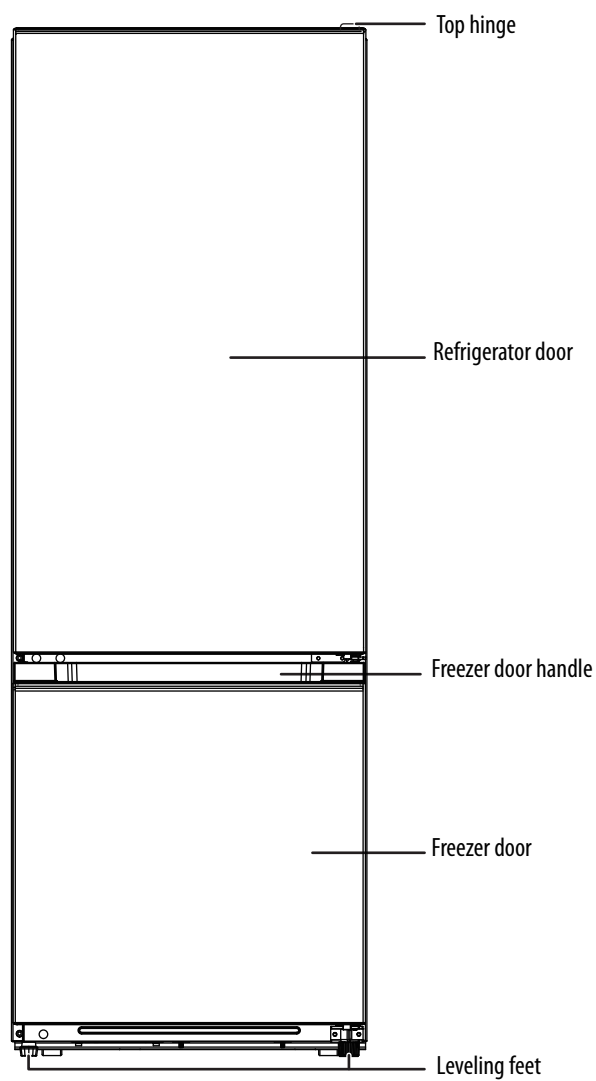 Top hinge
Refrigerator door
Freezer door handle
Freezer door
Leveling feet